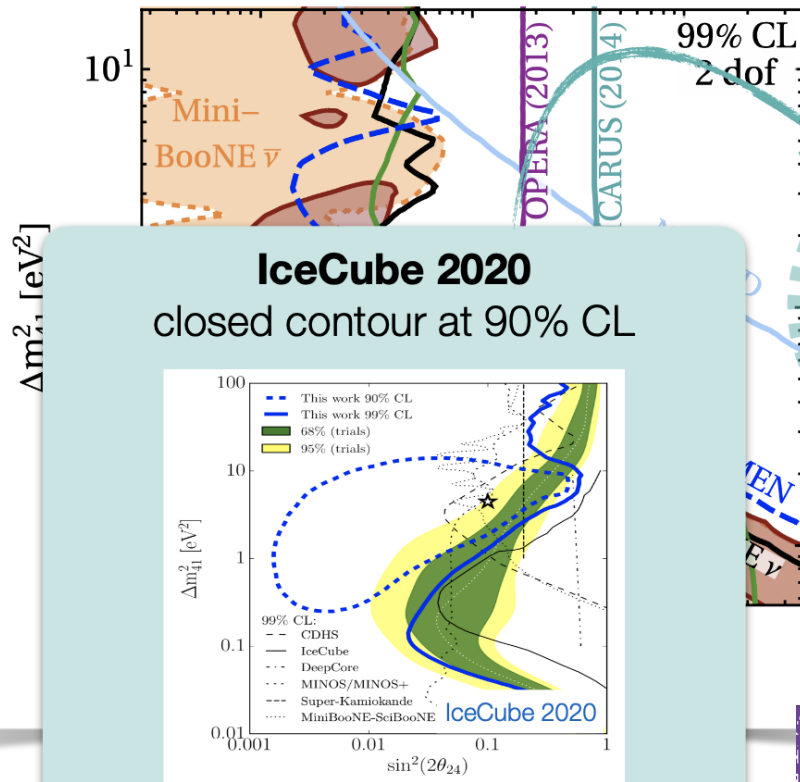 10¹
99% CL
2 dof
Mini–
BooNE ν̅
OPERA (2013)
ICARUS (2014)
Δm²₄₁ [eV²]
IceCube 2020
closed contour at 90% CL
100
10
1
0.1
0.01
Δm²₄₁ [eV²]
This work 90% CL
This work 99% CL
68% (trials)
95% (trials)
99% CL:
CDHS
IceCube
DeepCore
MINOS/MINOS+
Super-Kamiokande
MiniBooNE-SciBooNE
IceCube 2020
0.001
0.01
0.1
1
sin²(2θ₂₄)
MEN
E ν